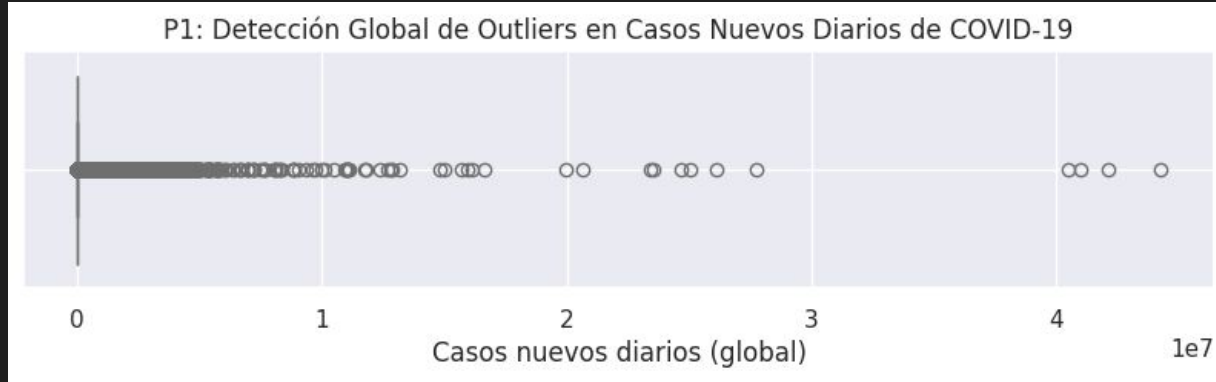 P1: Detección Global de Outliers en Casos Nuevos Diarios de COVID-19
0 1 2 3 4
1e7
Casos nuevos diarios (global)